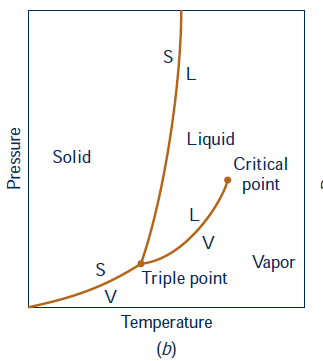 S
L
Liquid
Solid
Critical
point
Pressure
L
V
S
V
Triple point
Vapor
Temperature
(b)